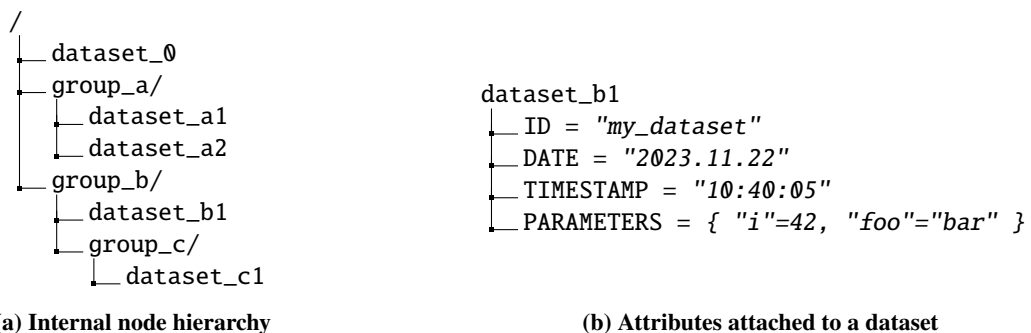 /
dataset_0
group_a/
dataset_a1
dataset_a2
group_b/
dataset_b1
group_c/
dataset_c1
(a) Internal node hierarchy
dataset_b1
ID = "my_dataset"
DATE = "2023.11.22"
TIMESTAMP = "10:40:05"
PARAMETERS = { "i"=42, "foo"="bar" }
(b) Attributes attached to a dataset